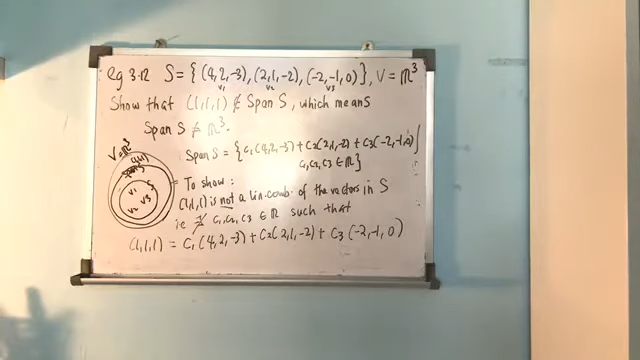 eg 3.12 S = { (4,2,-3), (2,1,-2), (-2,-1,0) }, V = ℝ³
v₁ v₂ v₃
Show that (1,1,1) ∉ Span S, which means
Span S ≠ ℝ³.
Span S = { c₁(4,2,-3) + c₂(2,1,-2) + c₃(-2,-1,0) |
c₁, c₂, c₃ ∈ ℝ }
V = ℝ³
(1,1,1)
span S
S
v₁
v₂ v₃
To show :
(1,1,1) is not a lin. comb. of the vectors in S
ie ∄ c₁, c₂, c₃ ∈ ℝ such that
(1,1,1) = c₁(4,2,-3) + c₂(2,1,-2) + c₃(-2,-1,0)